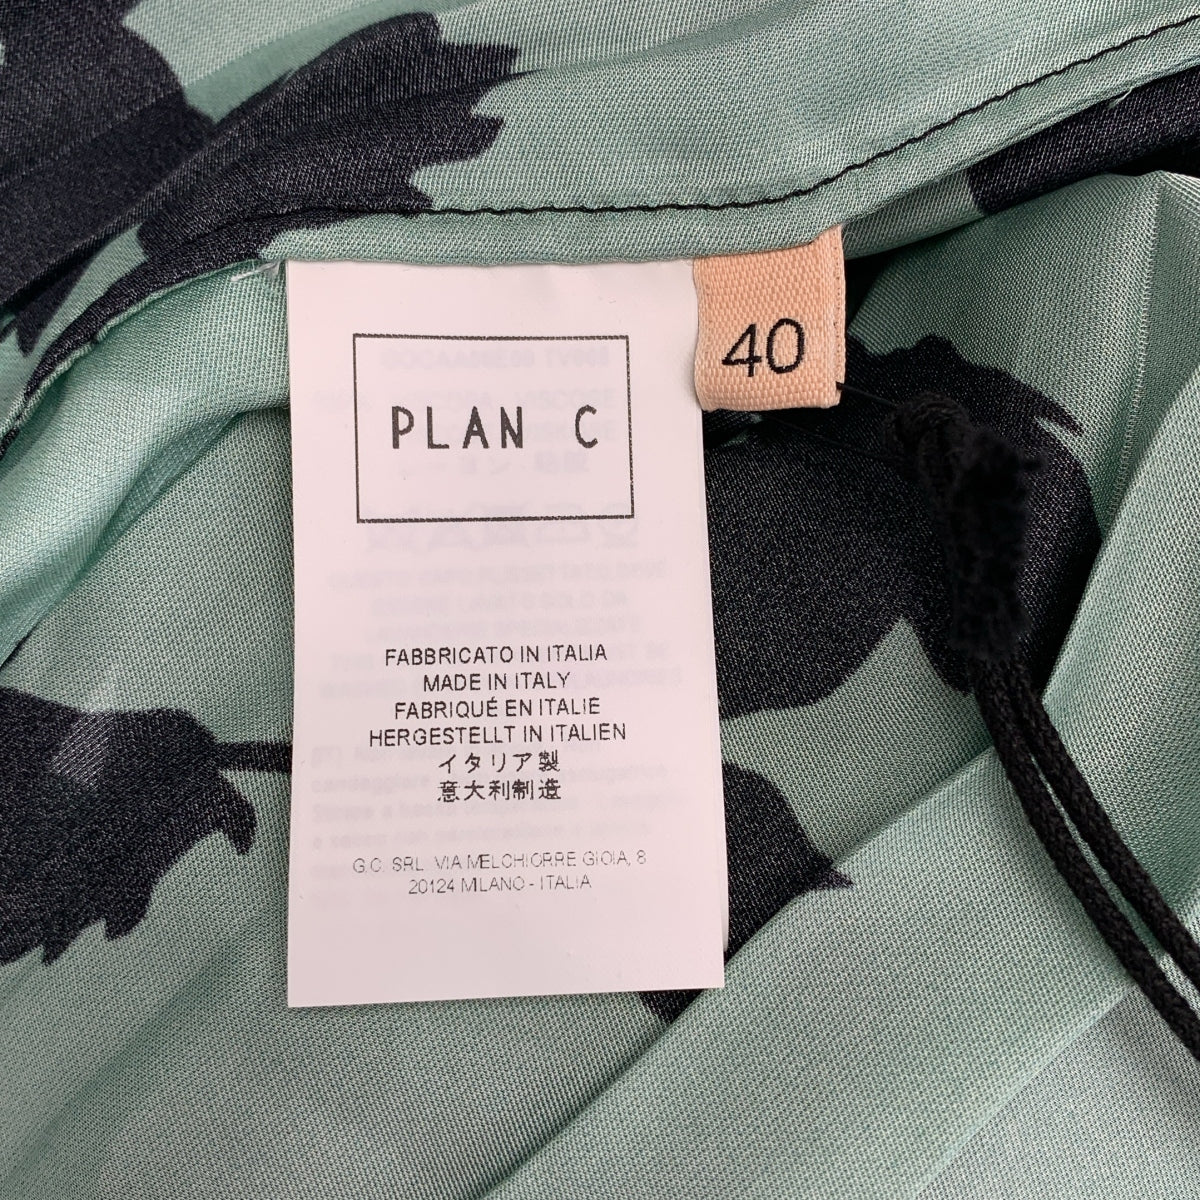 PLAN C
40
FABBRICATO IN ITALIA
MADE IN ITALY
FABRIQUÉ EN ITALIE
HERGESTELLT IN ITALIEN
イタリア製
意大利制造
G.C. SRL VIA MELCHIORRE GIOIA, 8
20124 MILANO - ITALIA